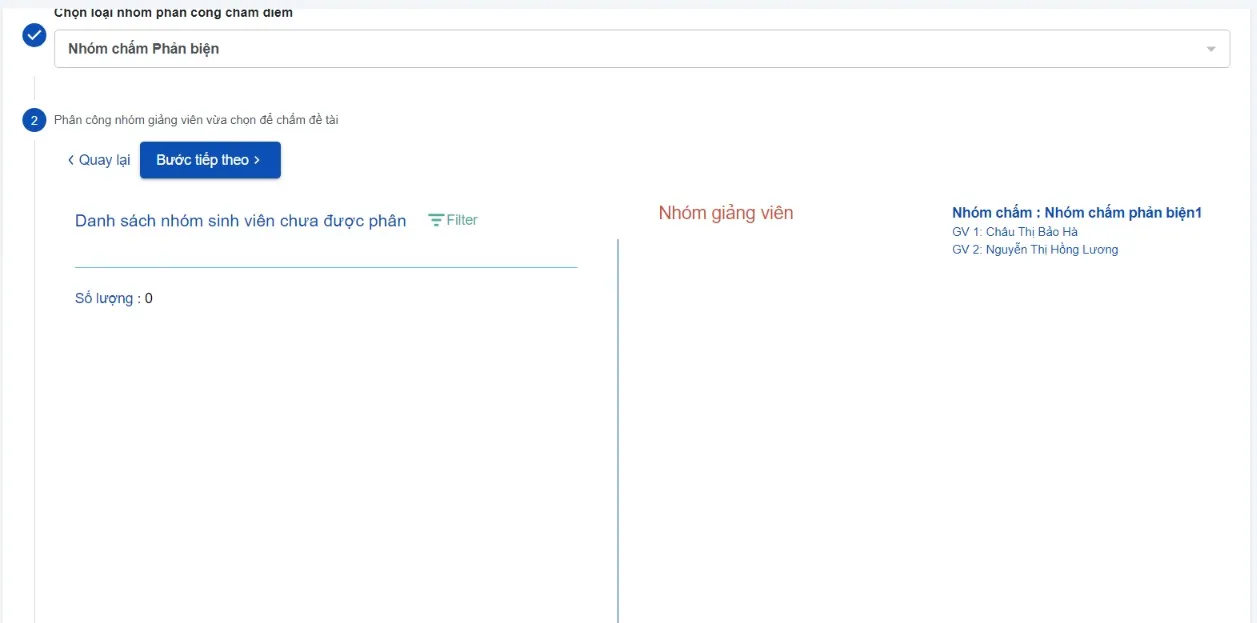 Chọn loại nhóm phân công chấm điểm
Nhóm chấm Phản biện
2 Phân công nhóm giảng viên vừa chọn để chấm đề tài
Quay lại
Bước tiếp theo
Danh sách nhóm sinh viên chưa được phân
Filter
Số lượng : 0
Nhóm giảng viên
Nhóm chấm : Nhóm chấm phản biện1
GV 1: Châu Thị Bảo Hà
GV 2: Nguyễn Thị Hồng Lương